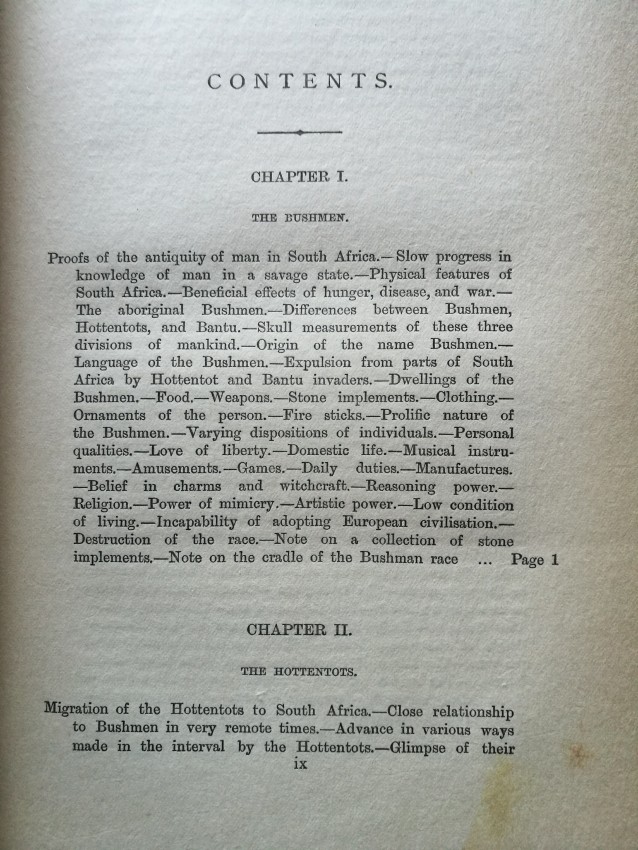 CONTENTS.
CHAPTER I.
THE BUSHMEN.
Proofs of the antiquity of man in South Africa.—Slow progress in
knowledge of man in a savage state.—Physical features of
South Africa.—Beneficial effects of hunger, disease, and war.—
The aboriginal Bushmen.—Differences between Bushmen,
Hottentots, and Bantu.—Skull measurements of these three
divisions of mankind.—Origin of the name Bushmen.—
Language of the Bushmen.—Expulsion from parts of South
Africa by Hottentot and Bantu invaders.—Dwellings of the
Bushmen.—Food.—Weapons.—Stone implements.—Clothing.—
Ornaments of the person.—Fire sticks.—Prolific nature of
the Bushmen.—Varying dispositions of individuals.—Personal
qualities.—Love of liberty.—Domestic life.—Musical instru-
ments.—Amusements.—Games.—Daily duties.—Manufactures.
—Belief in charms and witchcraft.—Reasoning power.—
Religion.—Power of mimicry.—Artistic power.—Low condition
of living.—Incapability of adopting European civilisation.—
Destruction of the race.—Note on a collection of stone
implements.—Note on the cradle of the Bushman race ... Page 1
CHAPTER II.
THE HOTTENTOTS.
Migration of the Hottentots to South Africa.—Close relationship
to Bushmen in very remote times.—Advance in various ways
made in the interval by the Hottentots.—Glimpse of their
ix